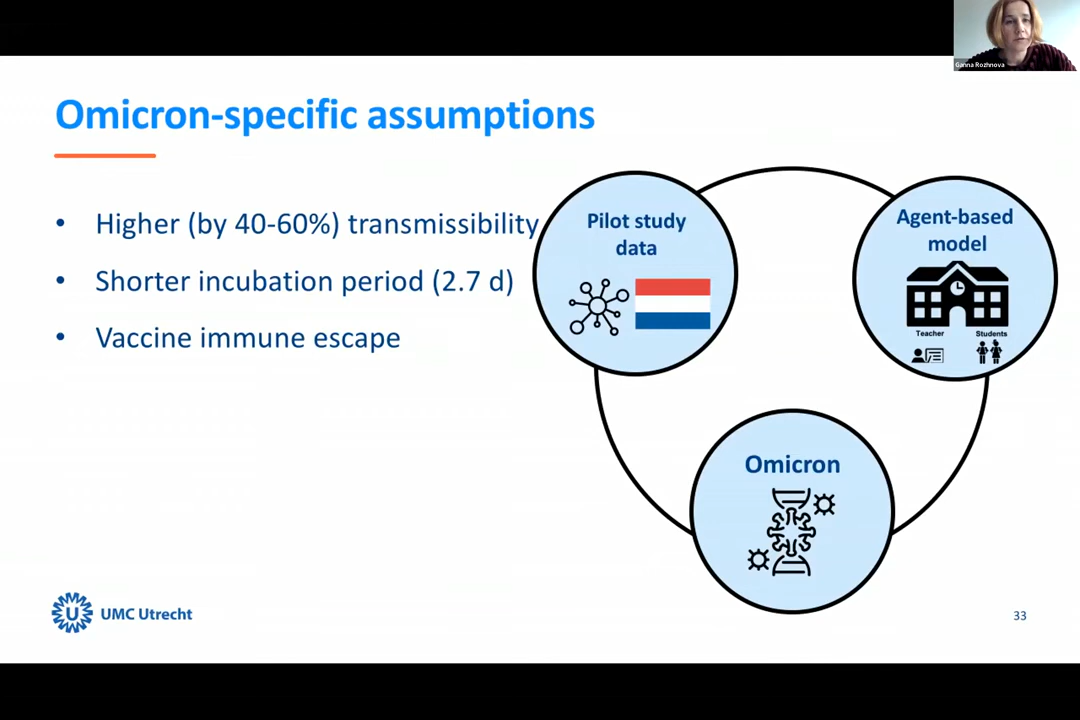 Ganna Rozhnova
Omicron-specific assumptions
• Higher (by 40-60%) transmissibility
• Shorter incubation period (2.7 d)
• Vaccine immune escape
Pilot study
data
Agent-based
model
Teacher Students
Omicron
UMC Utrecht
33